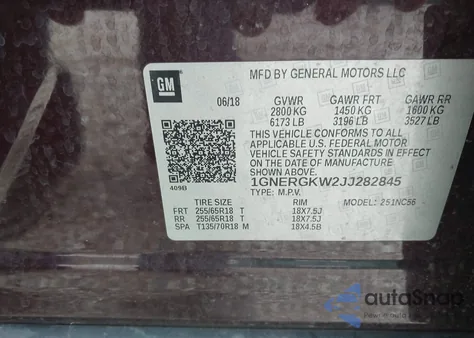 MFD BY GENERAL MOTORS LLC
GM
06/18 GVWR GAWR FRT GAWR RR
2800 KG 1450 KG 1600 KG
6173 LB 3196 LB 3527 LB
THIS VEHICLE CONFORMS TO ALL
APPLICABLE U.S. FEDERAL MOTOR
VEHICLE SAFETY STANDARDS IN EFFECT
ON THE DATE OF MANUFACTURE
SHOWN ABOVE.
1GNERGKW2JJ282845
409B TYPE: M.P.V. MODEL: 251NC56
TIRE SIZE RIM
FRT 255/65R18 T 18X7.5J
RR 255/65R18 T 18X7.5J
SPA T135/70R18 M 18X4.5B
autoSnap